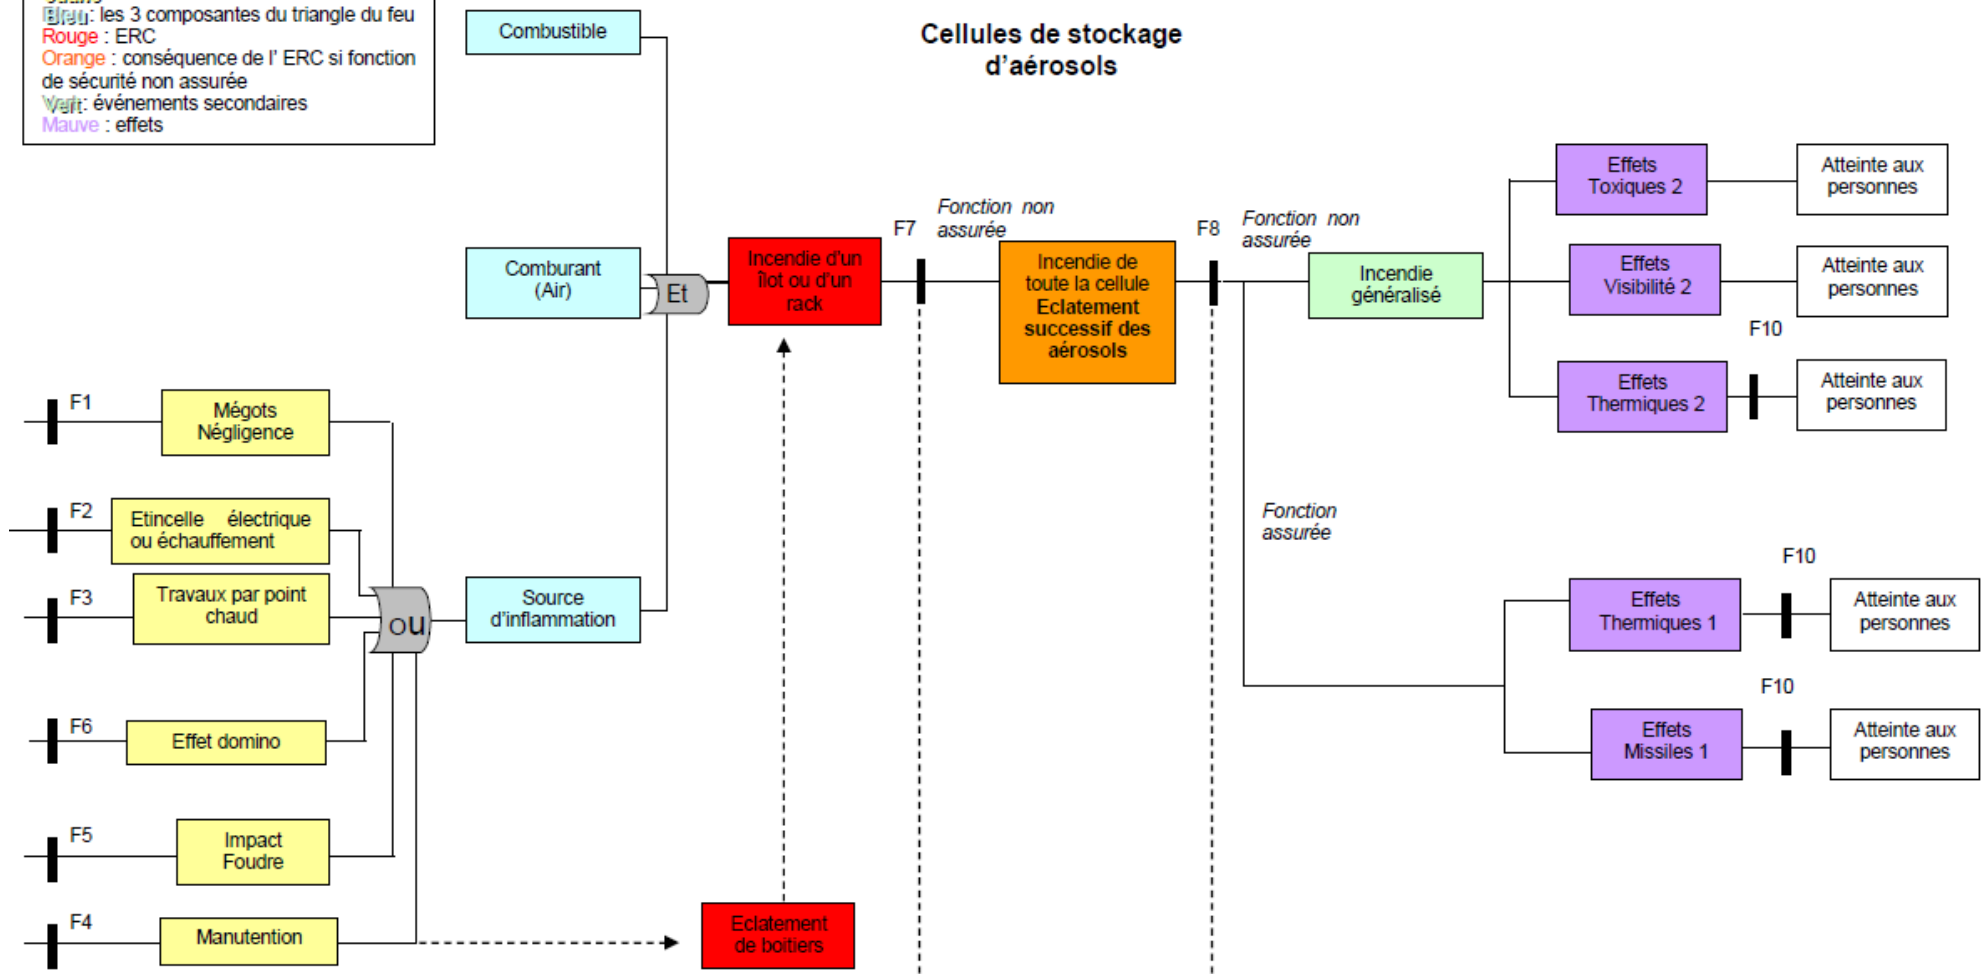 Bleu : les 3 composantes du triangle du feu
Rouge : ERC
Orange : conséquence de l' ERC si fonction
de sécurité non assurée
Vert : événements secondaires
Mauve : effets
Cellules de stockage
d'aérosols
Combustible
Comburant
(Air)
Et
Source
d'inflammation
ou
F1
Mégots
Négligence
F2
Etincelle électrique
ou échauffement
F3
Travaux par point
chaud
F6
Effet domino
F5
Impact
Foudre
F4
Manutention
Eclatement
de boitiers
Incendie d'un
îlot ou d'un
rack
F7
Fonction non
assurée
Incendie de
toute la cellule
Eclatement
successif des
aérosols
F8
Fonction non
assurée
Incendie
généralisé
Effets
Toxiques 2
Atteinte aux
personnes
Effets
Visibilité 2
Atteinte aux
personnes
F10
Effets
Thermiques 2
Atteinte aux
personnes
Fonction
assurée
F10
Effets
Thermiques 1
Atteinte aux
personnes
F10
Effets
Missiles 1
Atteinte aux
personnes